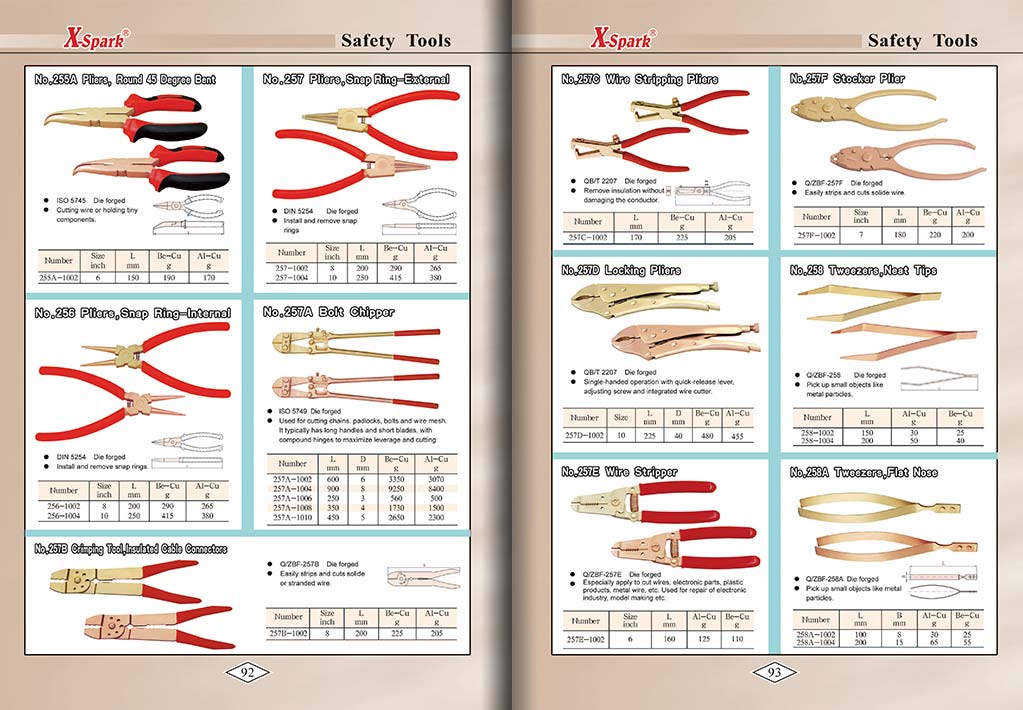 X-Spark®
Safety Tools
No.255A Pliers, Round 45 Degree Bent
ISO 5745 Die forged
Cutting wire or holding tiny
components.
Number Size inch L mm Be-Cu g Al-Cu g
255A-1002 6 150 190 170
No.257 Pliers,Snap Ring-External
DIN 5254 Die forged
Install and remove snap
rings
Number Size inch L mm Be-Cu g Al-Cu g
257-1002 8 200 290 265
257-1004 10 250 415 380
No.256 Pliers,Snap Ring-Internal
DIN 5254 Die forged
Install and remove snap rings.
Number Size inch L mm Be-Cu g Al-Cu g
256-1002 8 200 290 265
256-1004 10 250 415 380
No.257A Bolt Chipper
ISO 5749 Die forged
Used for cutting chains, padlocks, bolts and wire mesh.
It typically has long handles and short blades, with
compound hinges to maximize leverage and cutting
Number L mm D mm Be-Cu g Al-Cu g
257A-1002 600 6 3350 3070
257A-1004 900 8 9250 8400
257A-1006 250 3 560 500
257A-1008 350 4 1730 1500
257A-1010 450 5 2650 2300
No.257B Crimping Tool,Insulated Cable Connectors
Q/ZBF-257B Die forged
Easily strips and cuts solide
or stranded wire.
Number Size inch L mm Be-Cu g Al-Cu g
257B-1002 8 200 225 205
92
X-Spark®
Safety Tools
No.257C Wire Stripping Pliers
QB/T 2207 Die forged
Remove insulation without
damaging the conductor.
Number L mm Be-Cu g Al-Cu g
257C-1002 170 225 205
No.257F Stocker Plier
Q/ZBF-257F Die forged
Easily strips and cuts solide wire.
Number Size inch L mm Be-Cu g Al-Cu g
257F-1002 7 180 220 200
No.257D Locking Pliers
QB/T 2207 Die forged
Single-handed operation with quick-release lever,
adjusting screw and integrated wire cutter.
Number Size L mm D mm Be-Cu g Al-Cu g
257D-1002 10 225 40 480 455
No.258 Tweezers,Neat Tips
Q/ZBF-258 Die forged
Pick up small objects like
metal particles.
Number L mm Al-Cu g Be-Cu g
258-1002 150 30 25
258-1004 200 50 40
No.257E Wire Stripper
Q/ZBF-257E Die forged
Especially apply to cut wires, electronic parts, plastic
products, metal wire, etc. Used for repair of electronic
industry, model making etc.
Number Size inch L mm Al-Cu g Be-Cu g
257E-1002 6 160 125 110
No.258A Tweezers,Flat Nose
Q/ZBF-258A Die forged
Pick up small objects like metal
particles.
Number L mm B mm Al-Cu g Be-Cu g
258A-1002 100 8 30 25
258A-1004 200 15 65 55
93